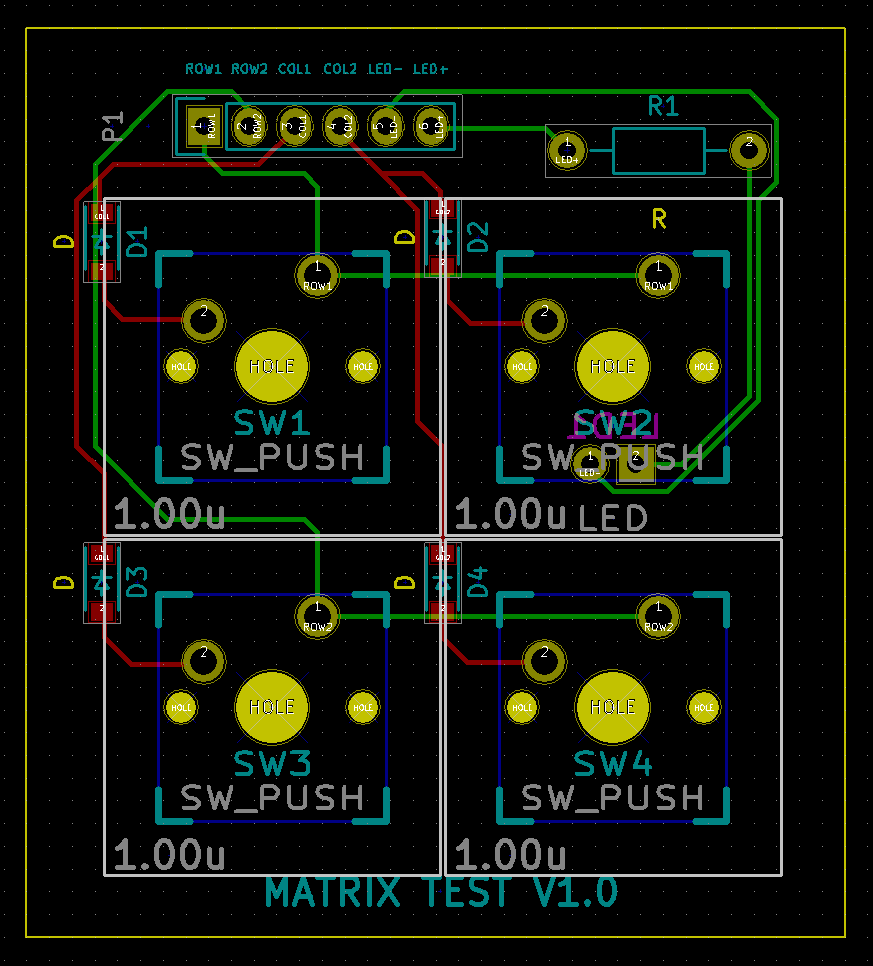 ROW1 ROW2 COL1 COL2 LED- LED+
P1
1 ROW1
2 ROW2
3 COL1
4 COL2
5 LED-
6 LED+
R1
1
LED+
2
R
D
1
COL1
2
D1
D
1
COL2
2
D2
1
ROW1
2
HOLE
HOLE
HOLE
SW1
SW_PUSH
1.00u
1
ROW1
2
HOLE
HOLE
HOLE
SW2
LED1
SW_PUSH
1
LED-
2
1.00u
LED
D
1
COL1
2
D3
D
1
COL2
2
D4
1
ROW2
2
HOLE
HOLE
HOLE
SW3
SW_PUSH
1.00u
1
ROW2
2
HOLE
HOLE
HOLE
SW4
SW_PUSH
1.00u
MATRIX TEST V1.0